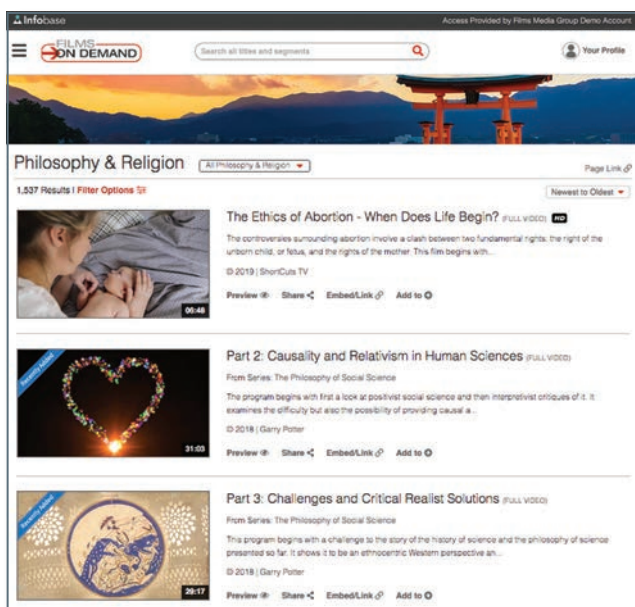 Infobase
Access Provided by Films Media Group Demo Account
FILMS
ON DEMAND
Search all titles and segments
Your Profile
Philosophy & Religion
All Philosophy & Religion
Page Link
1,537 Results | Filter Options
Newest to Oldest
The Ethics of Abortion - When Does Life Begin? (FULL VIDEO) HD
The controversies surrounding abortion involve a clash between two fundamental rights: the right of the
unborn child, or fetus, and the rights of the mother. This film begins with...
© 2019 | ShortCuts TV
06:48
Preview Share Embed/Link Add to
Recently Added
Part 2: Causality and Relativism in Human Sciences (FULL VIDEO)
From Series: The Philosophy of Social Science
The program begins with first a look at positivist social science and then interpretivist critiques of it. It
examines the difficulty but also the possibility of providing causal a...
© 2018 | Garry Potter
31:03
Preview Share Embed/Link Add to
Recently Added
Part 3: Challenges and Critical Realist Solutions (FULL VIDEO)
From Series: The Philosophy of Social Science
This program begins with a challenge to the story of the history of science and the philosophy of science
presented so far. It shows it to be an ethnocentric Western perspective an...
© 2018 | Garry Potter
29:17
Preview Share Embed/Link Add to